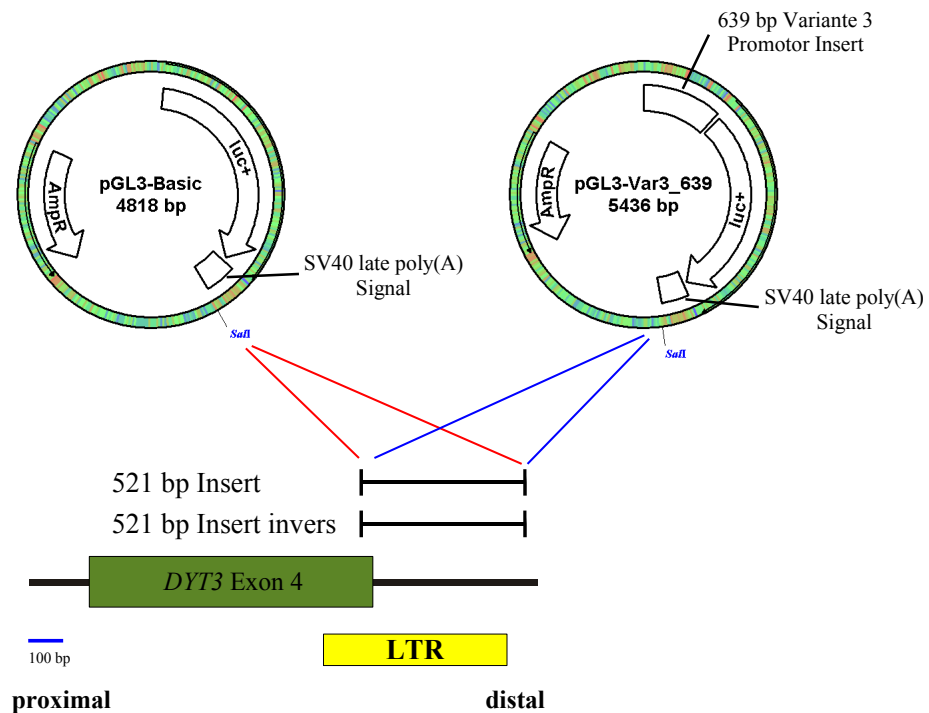 639 bp Variante 3
Promotor Insert
luc+
AmpR
pGL3-Basic
4818 bp
SV40 late poly(A)
Signal
SalI
luc+
AmpR
pGL3-Var3_639
5436 bp
SV40 late poly(A)
Signal
SalI
521 bp Insert
521 bp Insert invers
DYT3 Exon 4
LTR
100 bp
proximal
distal